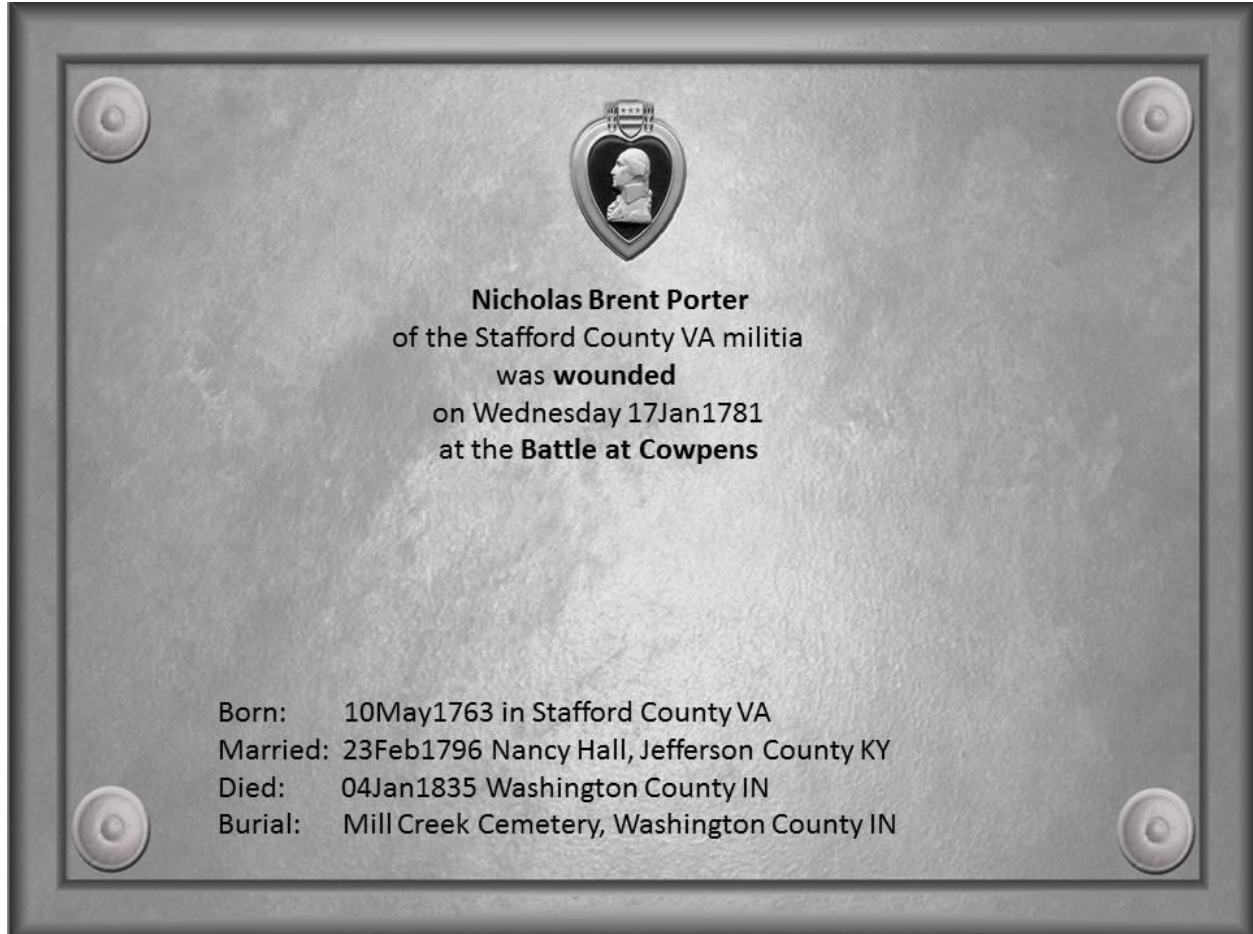 Nicholas Brent Porter
of the Stafford County VA militia
was wounded
on Wednesday 17Jan1781
at the Battle at Cowpens
Born: 10May1763 in Stafford County VA
Married: 23Feb1796 Nancy Hall, Jefferson County KY
Died: 04Jan1835 Washington County IN
Burial: Mill Creek Cemetery, Washington County IN